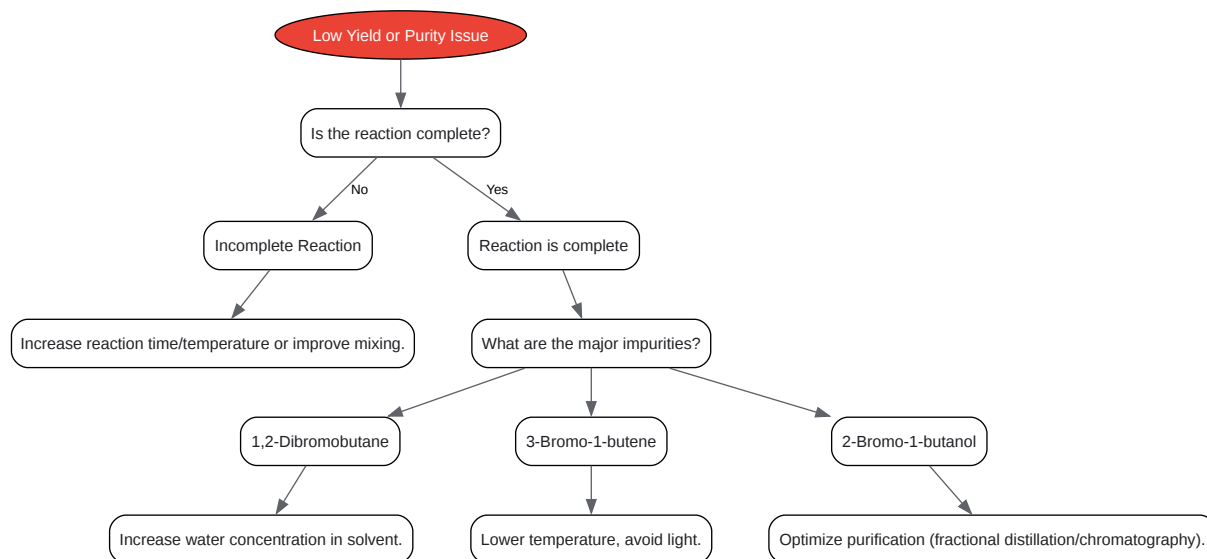 Low Yield or Purity Issue
Is the reaction complete?
No
Yes
Incomplete Reaction
Reaction is complete
Increase reaction time/temperature or improve mixing.
What are the major impurities?
1,2-Dibromobutane
3-Bromo-1-butene
2-Bromo-1-butanol
Increase water concentration in solvent.
Lower temperature, avoid light.
Optimize purification (fractional distillation/chromatography).